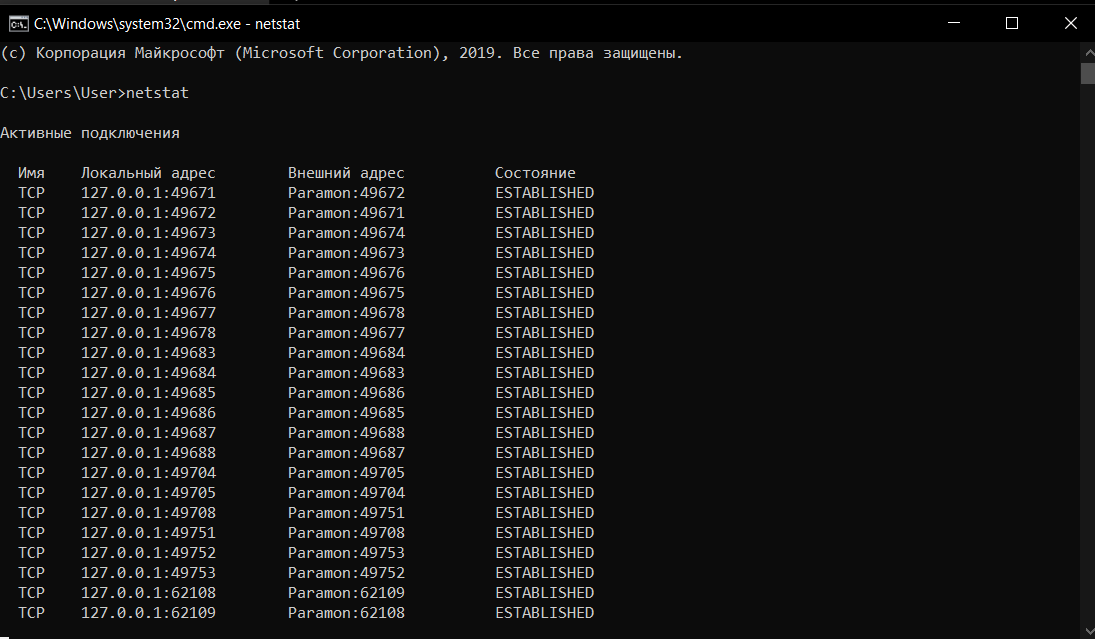 C:\Windows\system32\cmd.exe - netstat
(c) Корпорация Майкрософт (Microsoft Corporation), 2019. Все права защищены.
C:\Users\User>netstat
Активные подключения
Имя Локальный адрес Внешний адрес Состояние
TCP 127.0.0.1:49671 Paramon:49672 ESTABLISHED
TCP 127.0.0.1:49672 Paramon:49671 ESTABLISHED
TCP 127.0.0.1:49673 Paramon:49674 ESTABLISHED
TCP 127.0.0.1:49674 Paramon:49673 ESTABLISHED
TCP 127.0.0.1:49675 Paramon:49676 ESTABLISHED
TCP 127.0.0.1:49676 Paramon:49675 ESTABLISHED
TCP 127.0.0.1:49677 Paramon:49678 ESTABLISHED
TCP 127.0.0.1:49678 Paramon:49677 ESTABLISHED
TCP 127.0.0.1:49683 Paramon:49684 ESTABLISHED
TCP 127.0.0.1:49684 Paramon:49683 ESTABLISHED
TCP 127.0.0.1:49685 Paramon:49686 ESTABLISHED
TCP 127.0.0.1:49686 Paramon:49685 ESTABLISHED
TCP 127.0.0.1:49687 Paramon:49688 ESTABLISHED
TCP 127.0.0.1:49688 Paramon:49687 ESTABLISHED
TCP 127.0.0.1:49704 Paramon:49705 ESTABLISHED
TCP 127.0.0.1:49705 Paramon:49704 ESTABLISHED
TCP 127.0.0.1:49708 Paramon:49751 ESTABLISHED
TCP 127.0.0.1:49751 Paramon:49708 ESTABLISHED
TCP 127.0.0.1:49752 Paramon:49753 ESTABLISHED
TCP 127.0.0.1:49753 Paramon:49752 ESTABLISHED
TCP 127.0.0.1:62108 Paramon:62109 ESTABLISHED
TCP 127.0.0.1:62109 Paramon:62108 ESTABLISHED